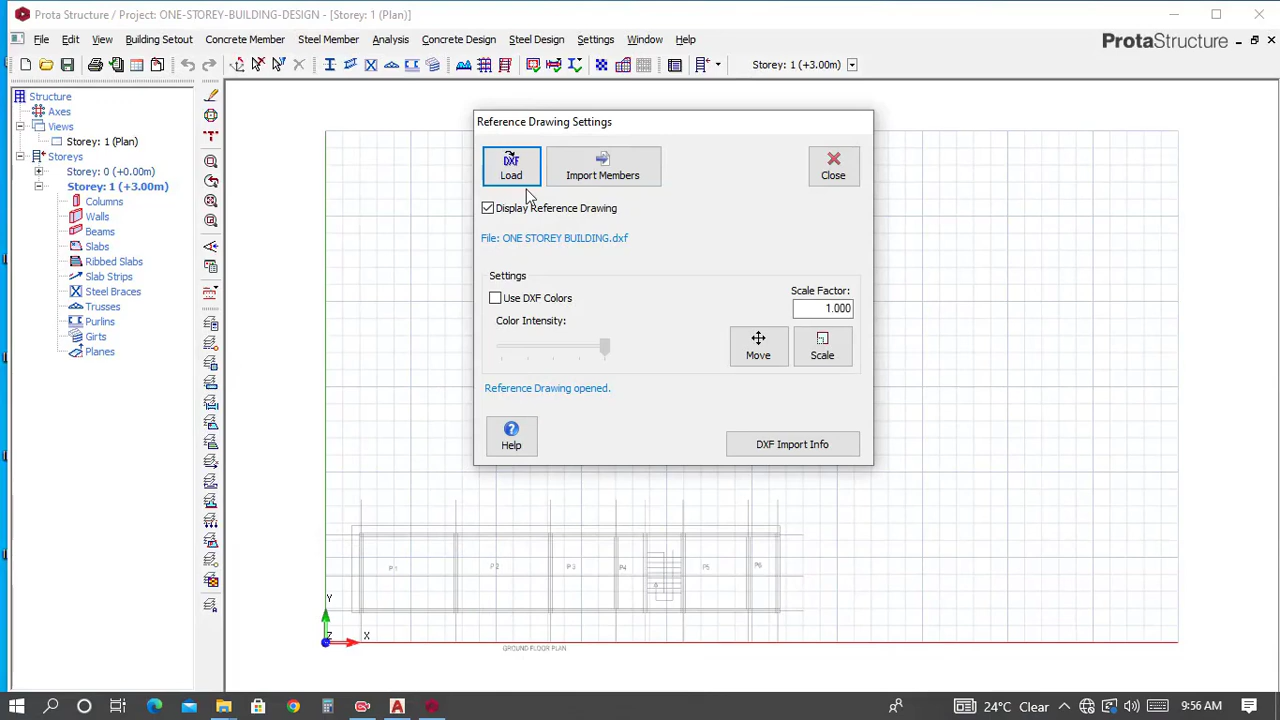 Prota Structure / Project: ONE-STOREY-BUILDING-DESIGN - [Storey: 1 (Plan)]
File Edit View Building Setout Concrete Member Steel Member Analysis Concrete Design Steel Design Settings Window Help
ProtaStructure
Storey: 1 (+3.00m)
Structure
Axes
Views
Storey: 1 (Plan)
Storeys
Storey: 0 (+0.00m)
Storey: 1 (+3.00m)
Columns
Walls
Beams
Slabs
Ribbed Slabs
Slab Strips
Steel Braces
Trusses
Purlins
Girts
Planes
Reference Drawing Settings
DXF
Load
Import Members
Close
Display Reference Drawing
File: ONE STOREY BUILDING.dxf
Settings
Use DXF Colors
Color Intensity:
Scale Factor:
1.000
Move
Scale
Reference Drawing opened.
Help
DXF Import Info
P1 P2 P3 P4 P5 P6
Y
Z X
GROUND FLOOR PLAN
24°C Clear
9:56 AM